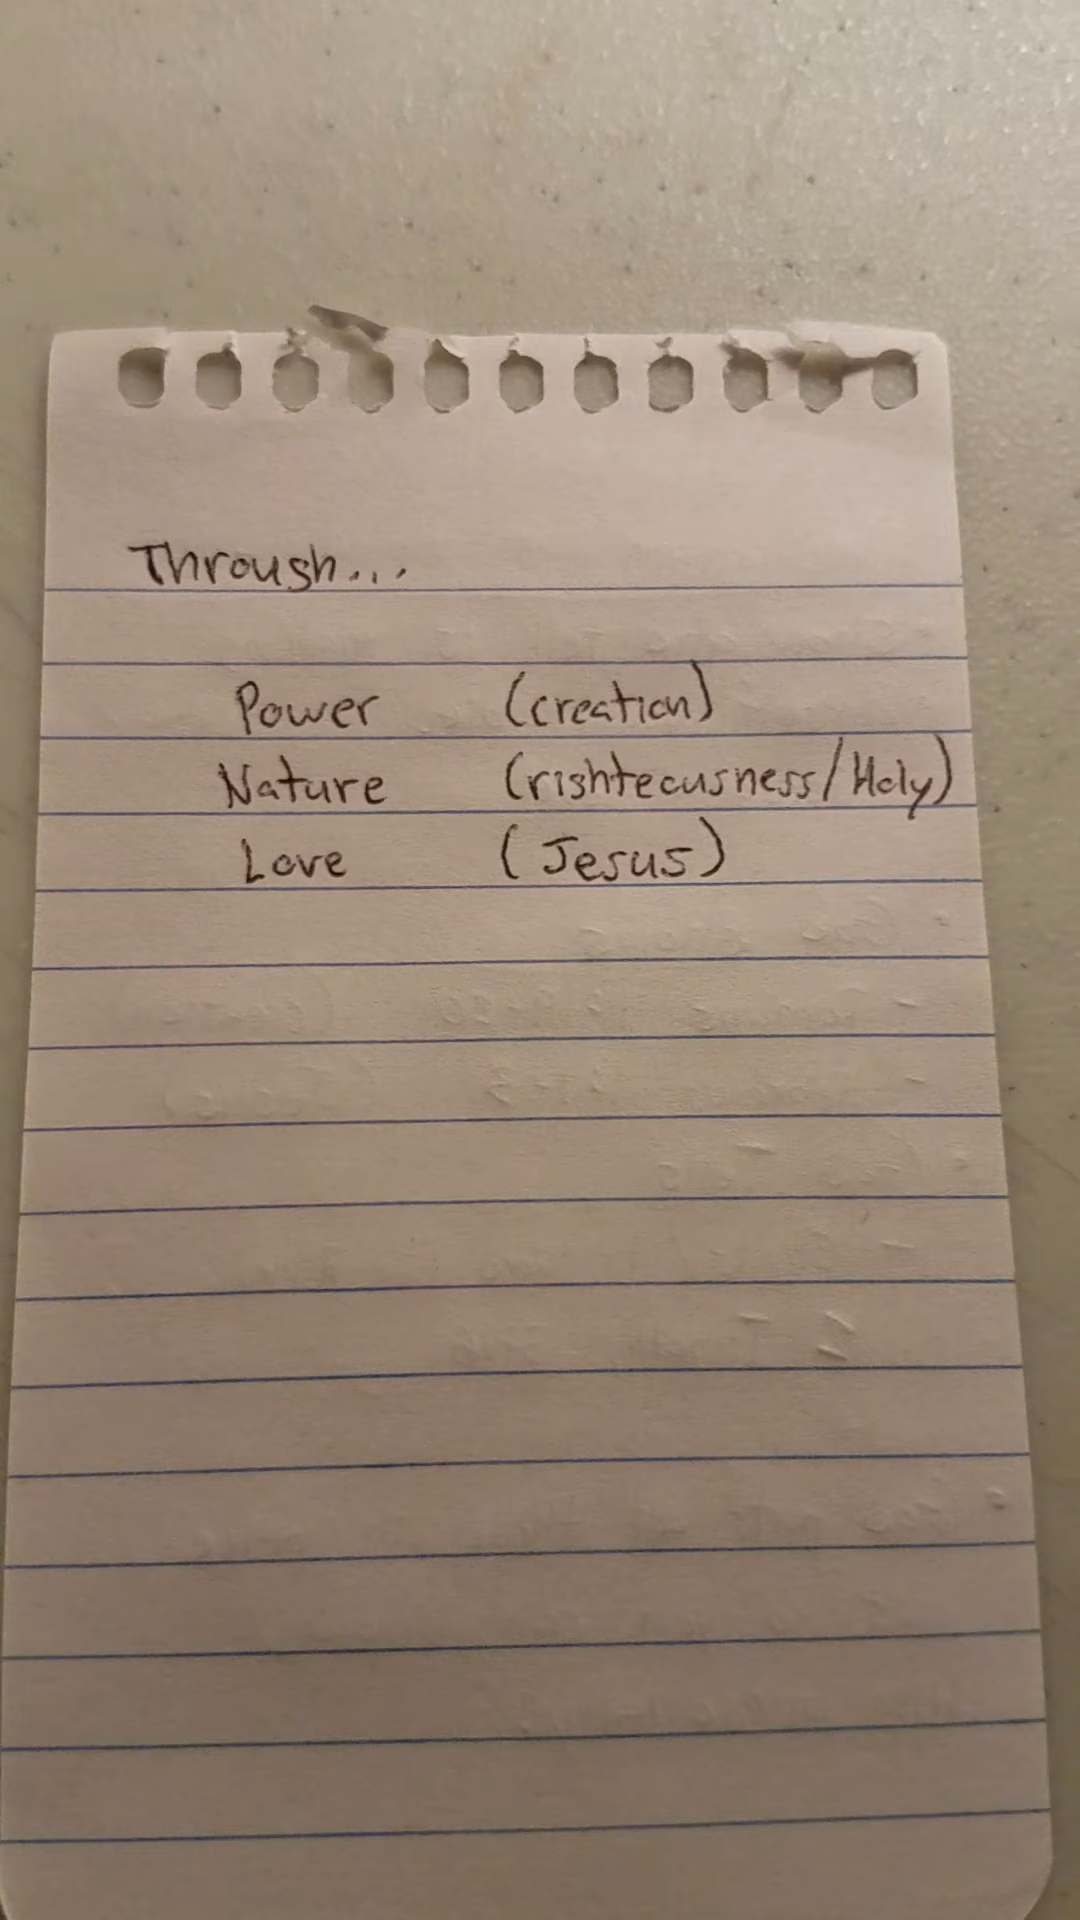 Through...
Power (creation)
Nature (righteousness/Holy)
Love (Jesus)